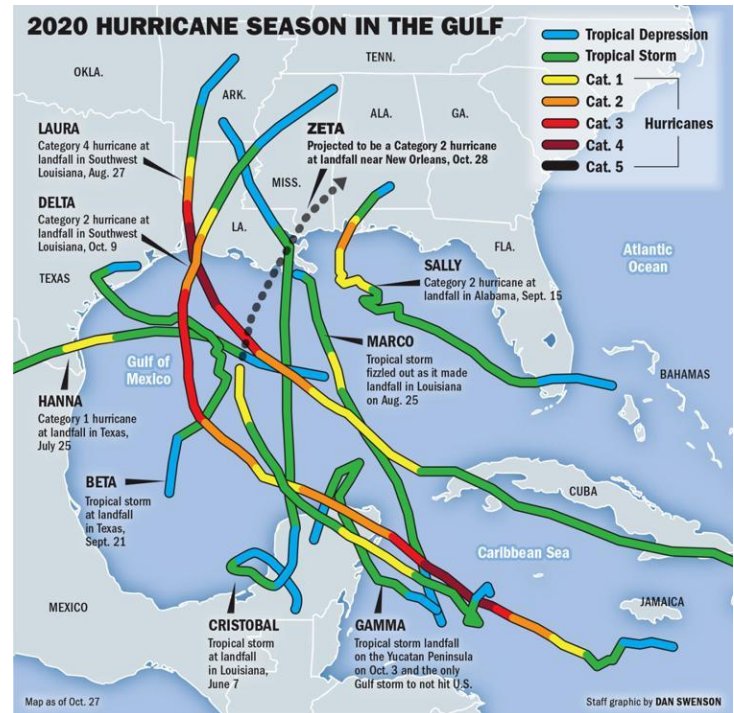 2020 HURRICANE SEASON IN THE GULF
Tropical Depression
Tropical Storm
Cat. 1
Cat. 2
Cat. 3
Cat. 4
Cat. 5
Hurricanes
OKLA.
TENN.
ARK.
ALA.
GA.
MISS.
LA.
TEXAS
FLA.
LAURA
Category 4 hurricane at
landfall in Southwest
Louisiana, Aug. 27
ZETA
Projected to be a Category 2 hurricane
at landfall near New Orleans, Oct. 28
DELTA
Category 2 hurricane at
landfall in Southwest
Louisiana, Oct. 9
SALLY
Category 2 hurricane at
landfall in Alabama, Sept. 15
Atlantic
Ocean
MARCO
Tropical storm
fizzled out as it made
landfall in Louisiana
on Aug. 25
Gulf of
Mexico
BAHAMAS
HANNA
Category 1 hurricane
at landfall in Texas,
July 25
BETA
Tropical storm
at landfall
in Texas,
Sept. 21
CUBA
Caribbean Sea
JAMAICA
MEXICO
CRISTOBAL
Tropical storm
at landfall
in Louisiana,
June 7
GAMMA
Tropical storm landfall
on the Yucatan Peninsula
on Oct. 3 and the only
Gulf storm to not hit U.S.
Map as of Oct. 27
Staff graphic by DAN SWENSON